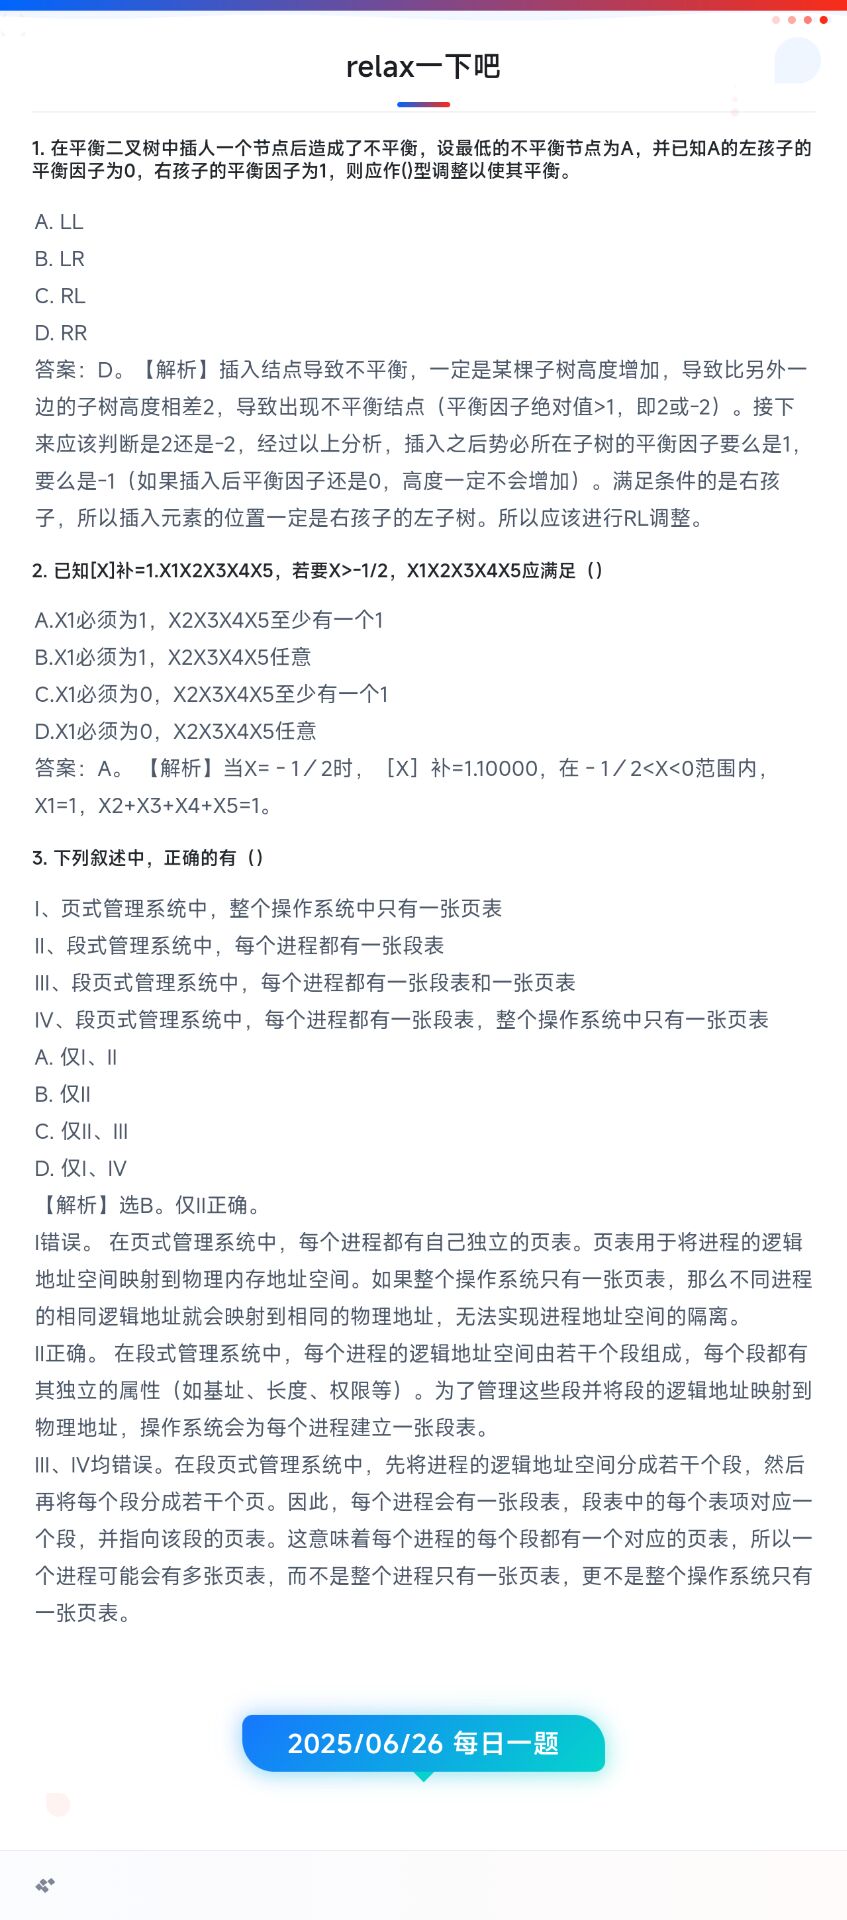 relax一下吧
1. 在平衡二叉树中插人一个节点后造成了不平衡，设最低的不平衡节点为A，并已知A的左孩子的
平衡因子为0，右孩子的平衡因子为1，则应作()型调整以使其平衡。
A. LL
B. LR
C. RL
D. RR
答案：D。【解析】插入结点导致不平衡，一定是某棵子树高度增加，导致比另外一
边的子树高度相差2，导致出现不平衡结点（平衡因子绝对值>1，即2或-2）。接下
来应该判断是2还是-2，经过以上分析，插入之后势必所在子树的平衡因子要么是1，
要么是-1（如果插入后平衡因子还是0，高度一定不会增加）。满足条件的是右孩
子，所以插入元素的位置一定是右孩子的左子树。所以应该进行RL调整。
2. 已知[X]补=1.X1X2X3X4X5，若要X>-1/2，X1X2X3X4X5应满足（）
A.X1必须为1，X2X3X4X5至少有一个1
B.X1必须为1，X2X3X4X5任意
C.X1必须为0，X2X3X4X5至少有一个1
D.X1必须为0，X2X3X4X5任意
答案：A。 【解析】当X=－1／2时，［X］补=1.10000，在－1／2<X<0范围内，
X1=1，X2+X3+X4+X5=1。
3. 下列叙述中，正确的有（）
I、页式管理系统中，整个操作系统中只有一张页表
II、段式管理系统中，每个进程都有一张段表
III、段页式管理系统中，每个进程都有一张段表和一张页表
IV、段页式管理系统中，每个进程都有一张段表，整个操作系统中只有一张页表
A. 仅I、II
B. 仅II
C. 仅II、III
D. 仅I、IV
【解析】选B。仅II正确。
I错误。 在页式管理系统中，每个进程都有自己独立的页表。页表用于将进程的逻辑
地址空间映射到物理内存地址空间。如果整个操作系统只有一张页表，那么不同进程
的相同逻辑地址就会映射到相同的物理地址，无法实现进程地址空间的隔离。
II正确。 在段式管理系统中，每个进程的逻辑地址空间由若干个段组成，每个段都有
其独立的属性（如基址、长度、权限等）。为了管理这些段并将段的逻辑地址映射到
物理地址，操作系统会为每个进程建立一张段表。
III、IV均错误。在段页式管理系统中，先将进程的逻辑地址空间分成若干个段，然后
再将每个段分成若干个页。因此，每个进程会有一张段表，段表中的每个表项对应一
个段，并指向该段的页表。这意味着每个进程的每个段都有一个对应的页表，所以一
个进程可能会有多张页表，而不是整个进程只有一张页表，更不是整个操作系统只有
一张页表。
2025/06/26 每日一题